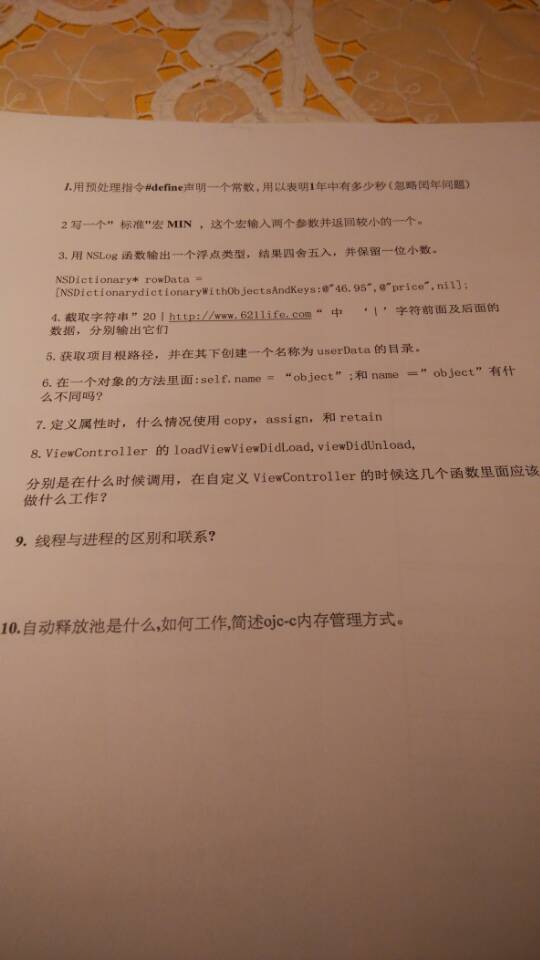 1.用预处理指令#define声明一个常数,用以表明1年中有多少秒(忽略闰年问题)
2 写一个”标准"宏 MIN ，这个宏输入两个参数并返回较小的一个。
3. 用 NSLog 函数输出一个浮点类型，结果四舍五入，并保留一位小数。
NSDictionary* rowData =
[NSDictionarydictionaryWithObjectsAndKeys:@"46.95",@"price",nil];
4. 截取字符串”20 | http://www.621life.com “ 中 ‘|’字符前面及后面的
数据，分别输出它们
5. 获取项目根路径，并在其下创建一个名称为 userData 的目录。
6. 在一个对象的方法里面:self.name = “object”;和 name =”object”有什
么不同吗?
7. 定义属性时，什么情况使用 copy，assign，和 retain
8. ViewController 的 loadViewViewDidLoad,viewDidUnload,
分别是在什么时候调用，在自定义 ViewController 的时候这几个函数里面应该
做什么工作？
9. 线程与进程的区别和联系?
10.自动释放池是什么,如何工作,简述ojc-c内存管理方式。